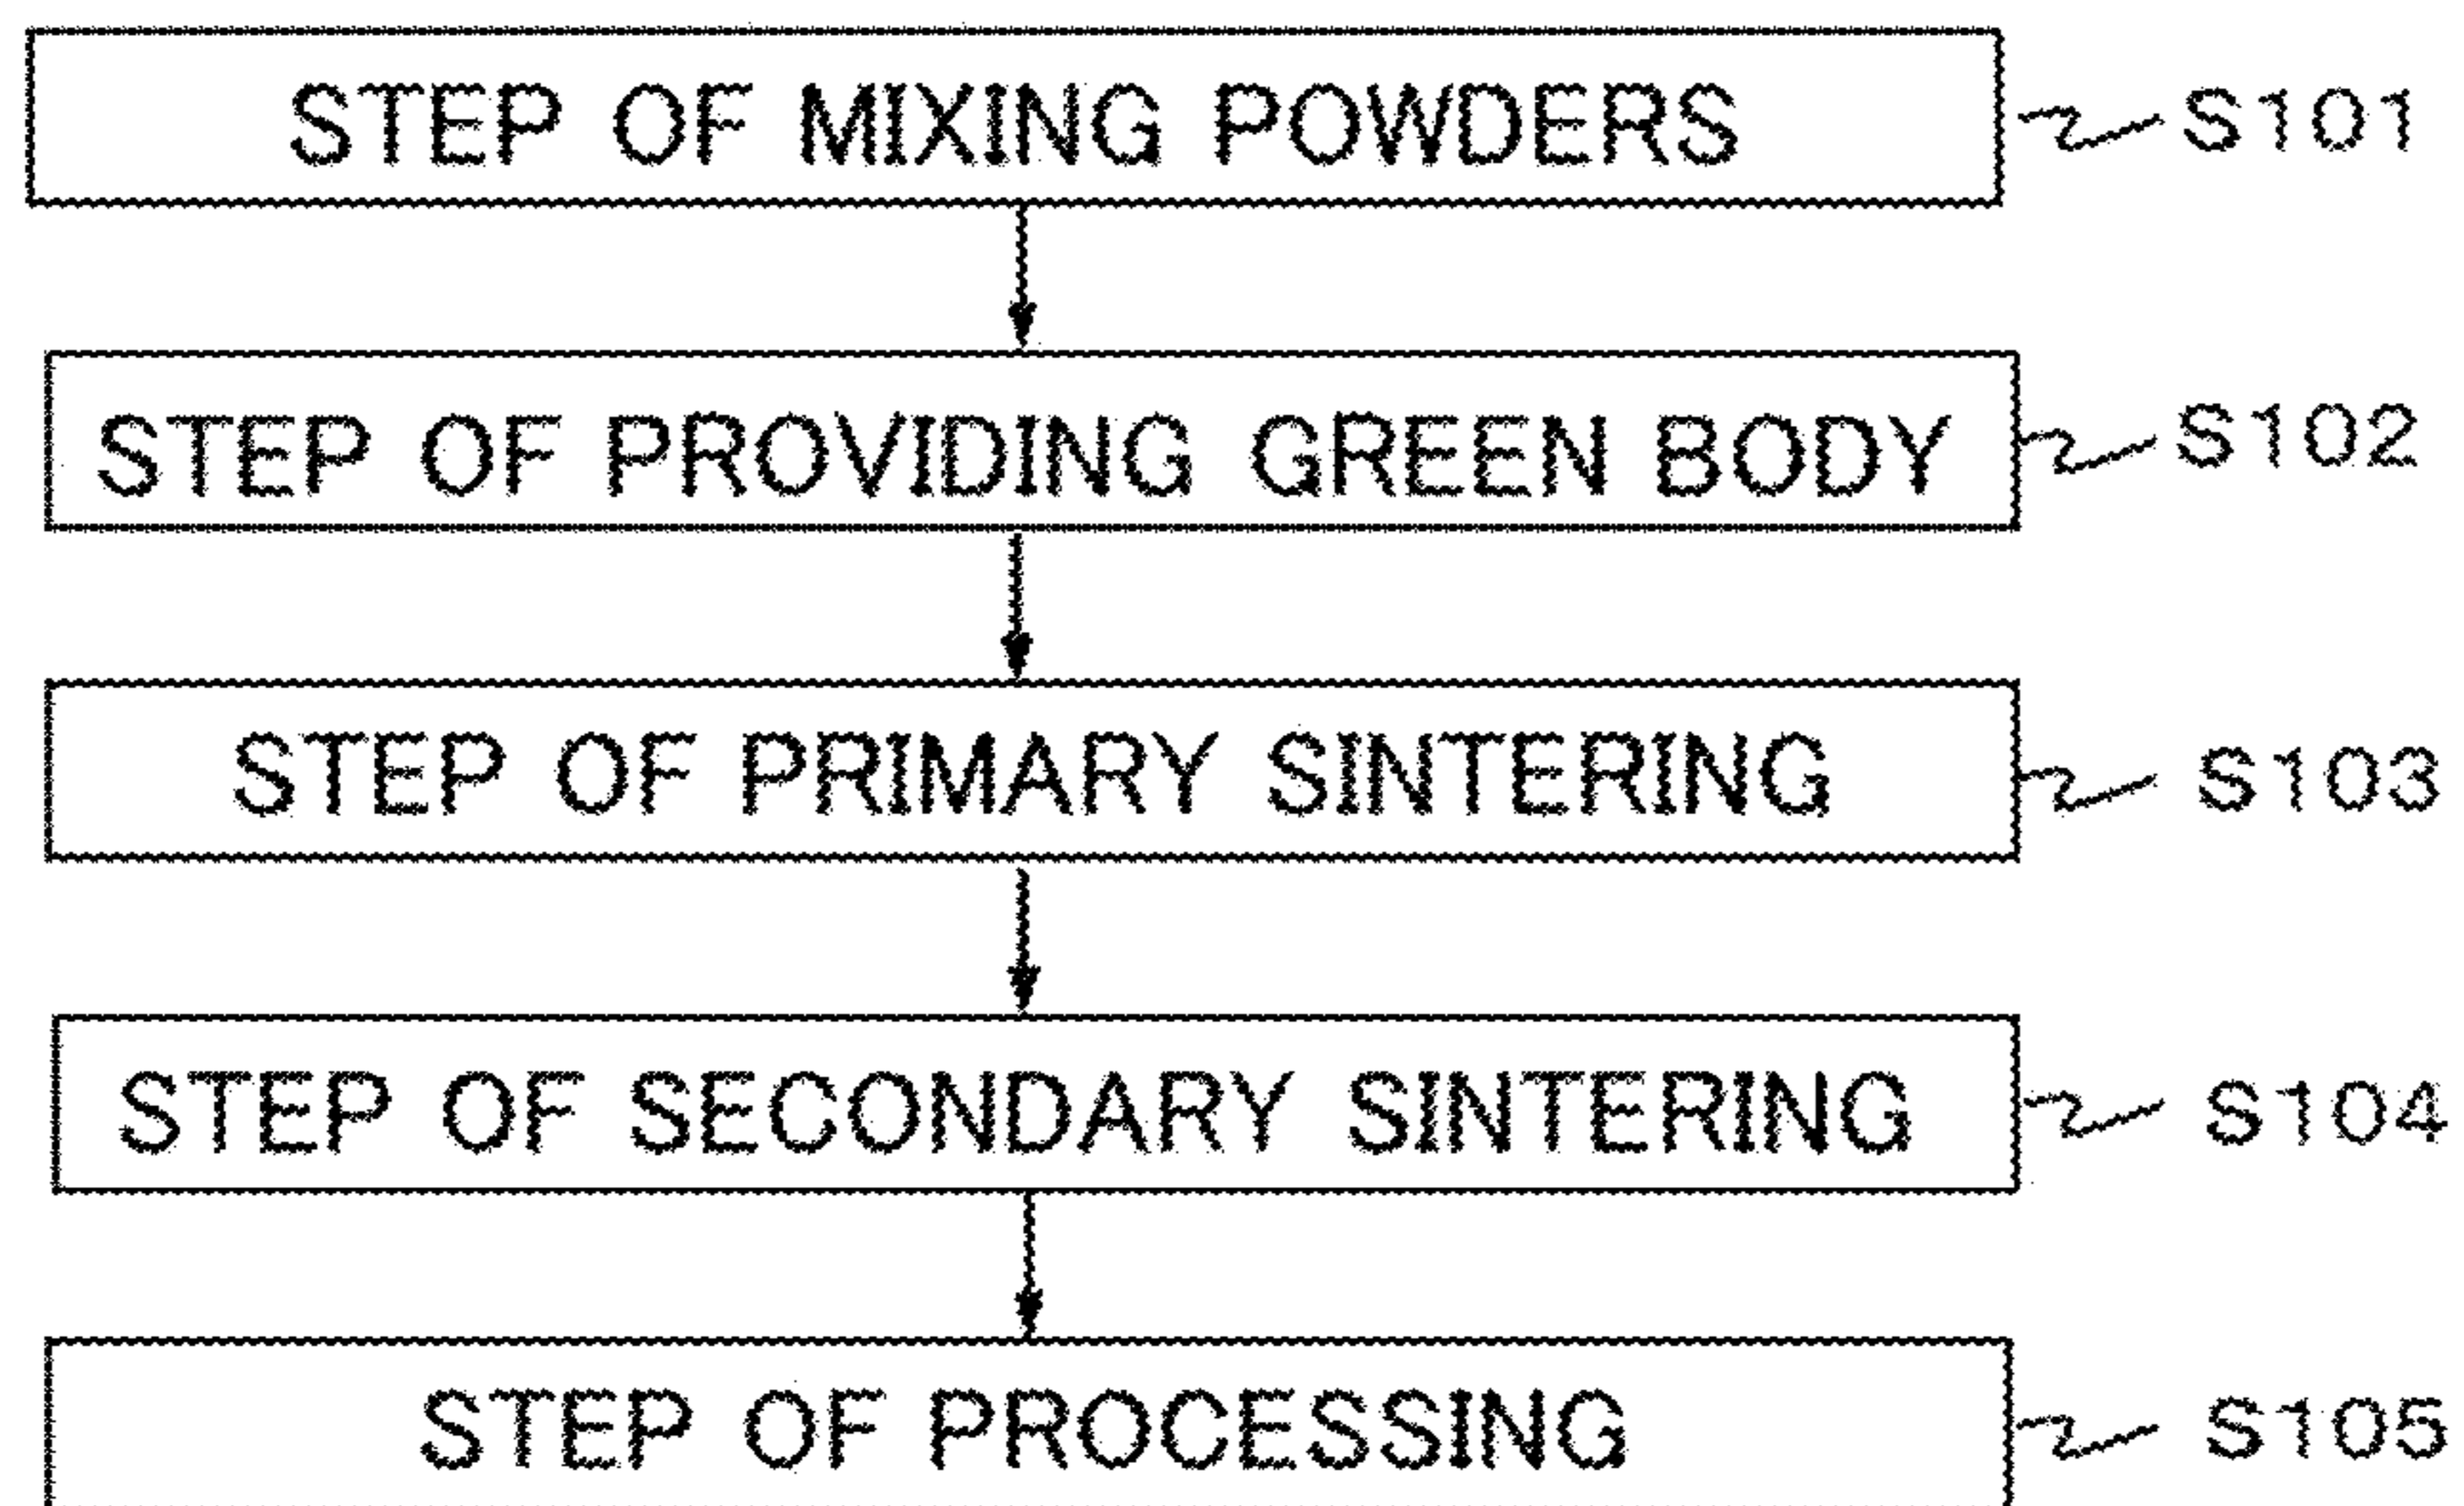 STEP OF MIXING POWDERS S101
STEP OF PROVIDING GREEN BODY S102
STEP OF PRIMARY SINTERING S103
STEP OF SECONDARY SINTERING S104
STEP OF PROCESSING S105